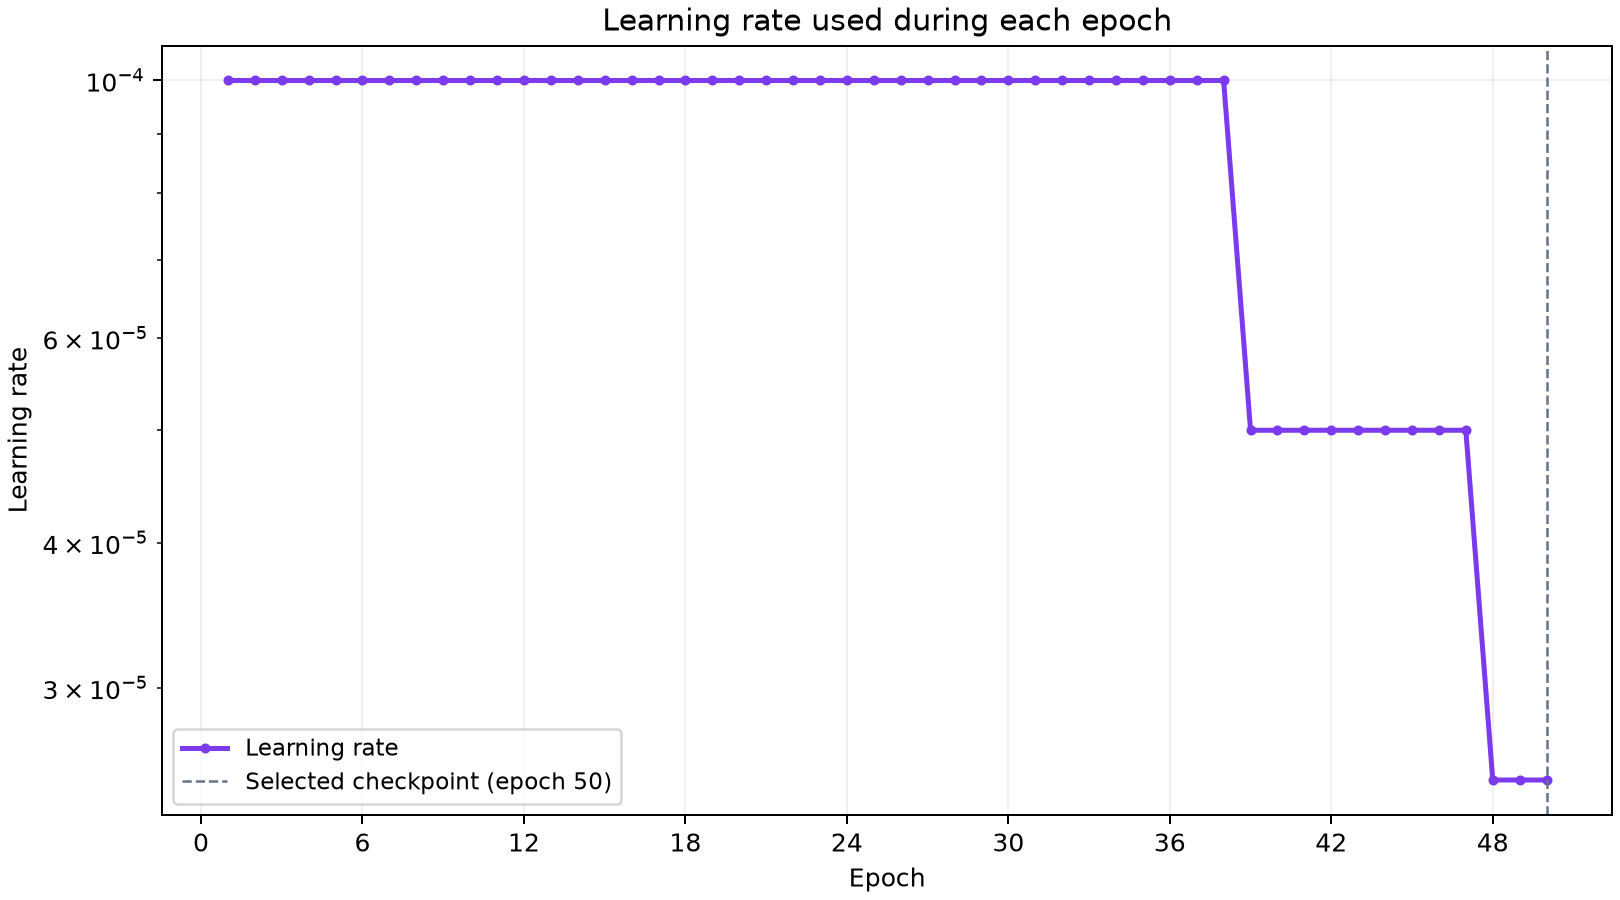 Learning rate used during each epoch
10⁻⁴
6 × 10⁻⁵
4 × 10⁻⁵
3 × 10⁻⁵
Learning rate
Learning rate
Selected checkpoint (epoch 50)
0 6 12 18 24 30 36 42 48
Epoch